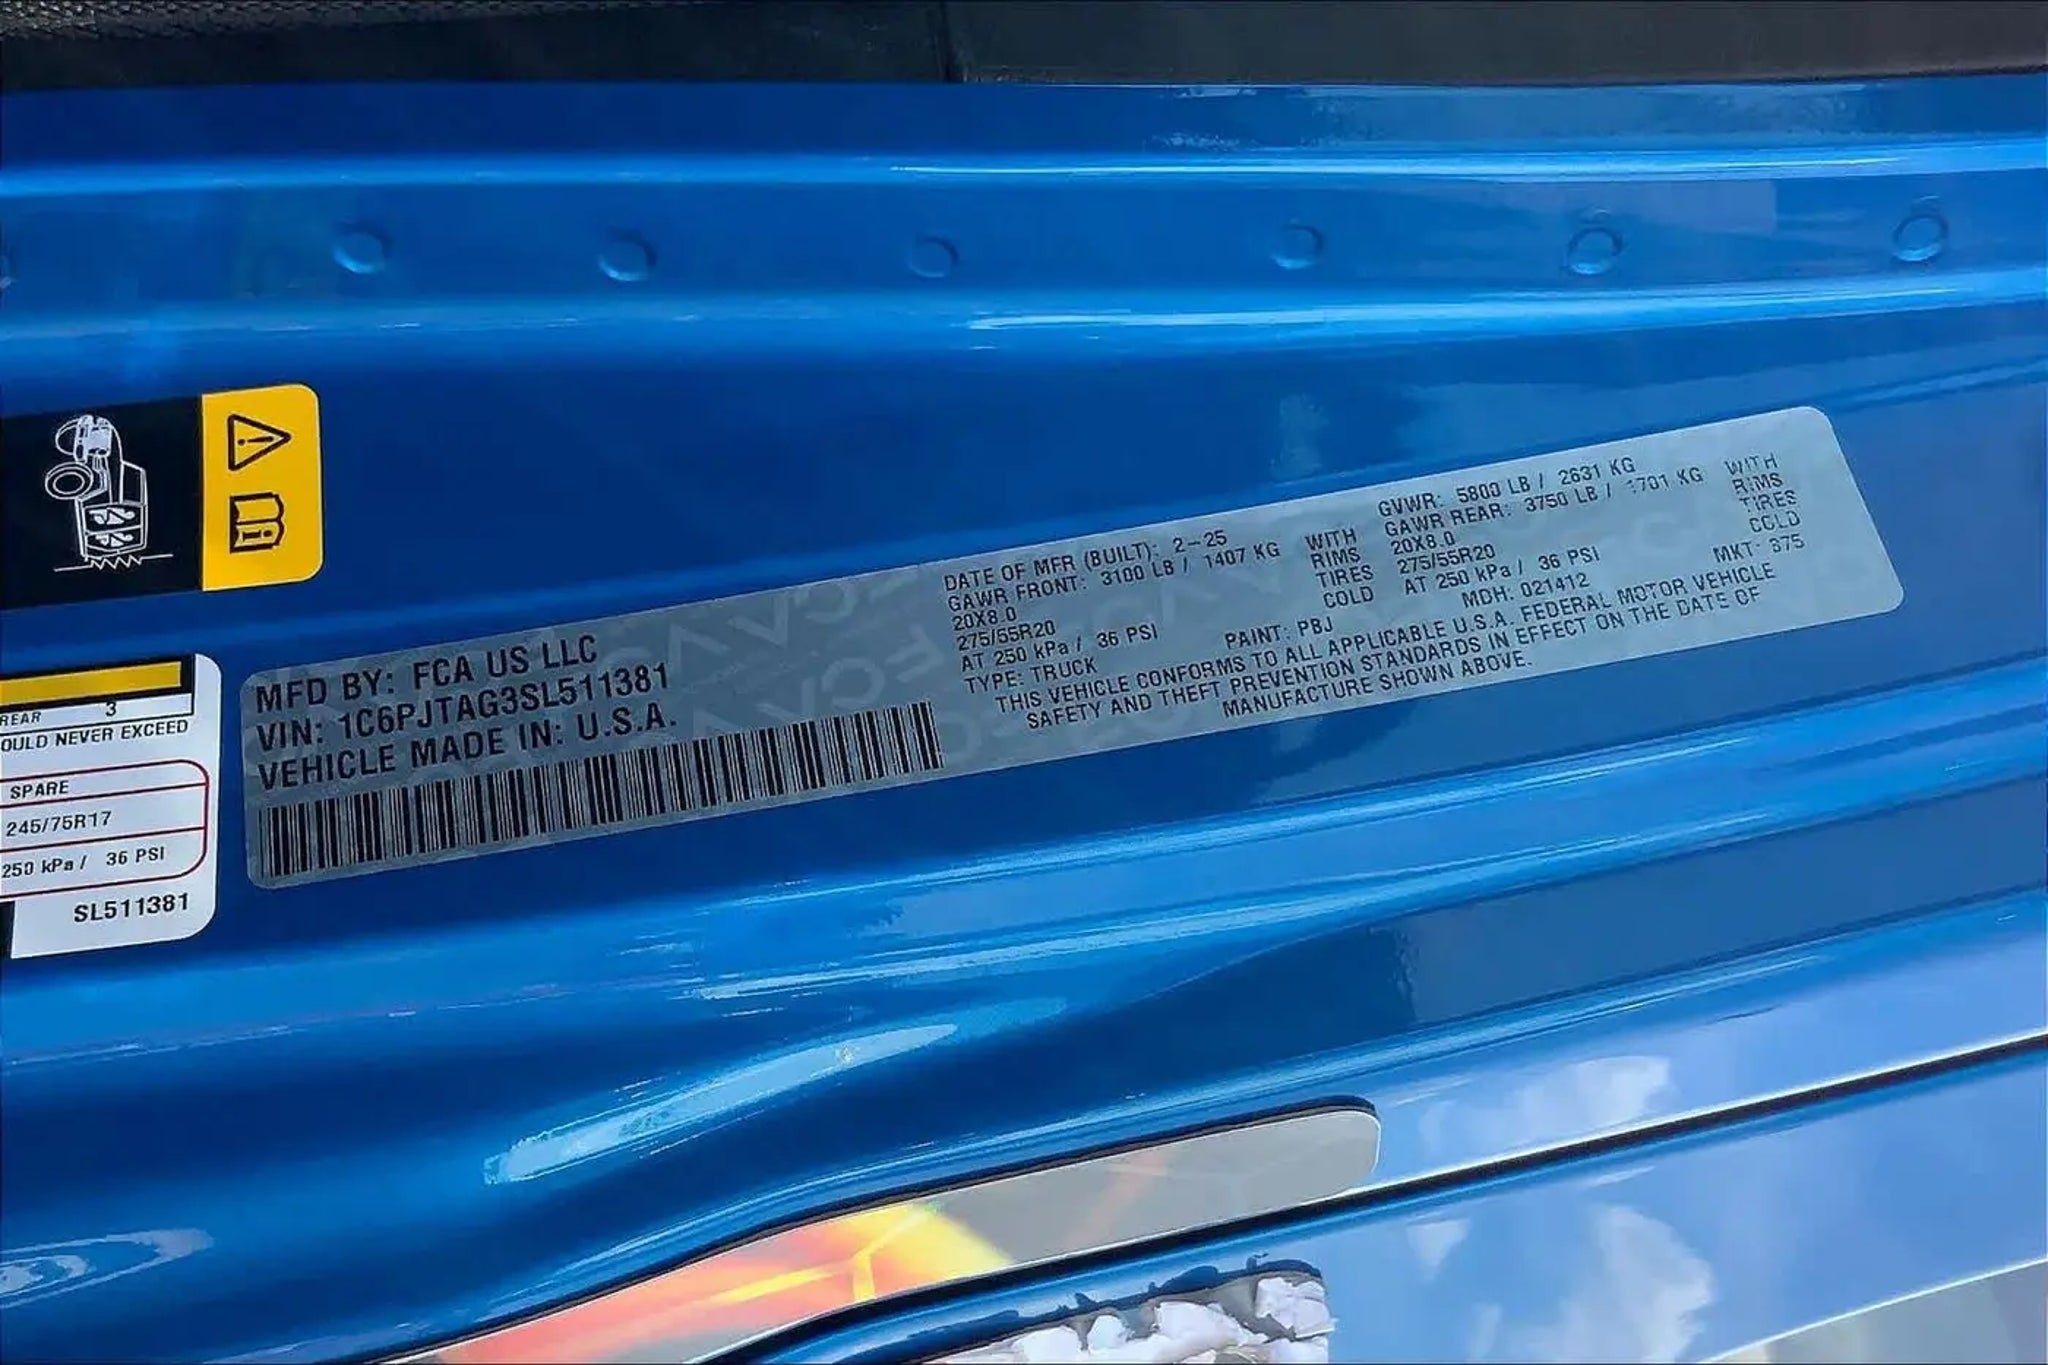 REAR 3
OULD NEVER EXCEED
SPARE
245/75R17
250 kPa / 36 PSI
SL511381
MFD BY: FCA US LLC
VIN: 1C6PJTAG3SL511381
VEHICLE MADE IN: U.S.A.
DATE OF MFR (BUILT): 2-25 GVWR: 5800 LB / 2631 KG
GAWR FRONT: 3100 LB / 1407 KG WITH GAWR REAR: 3750 LB / 1701 KG WITH
20X8.0 RIMS 20X8.0 RIMS
275/55R20 TIRES 275/55R20 TIRES
AT 250 kPa / 36 PSI COLD AT 250 kPa / 36 PSI COLD
TYPE: TRUCK PAINT: PBJ MDH: 021412 MKT: 375
THIS VEHICLE CONFORMS TO ALL APPLICABLE U.S.A. FEDERAL MOTOR VEHICLE
SAFETY AND THEFT PREVENTION STANDARDS IN EFFECT ON THE DATE OF
MANUFACTURE SHOWN ABOVE.